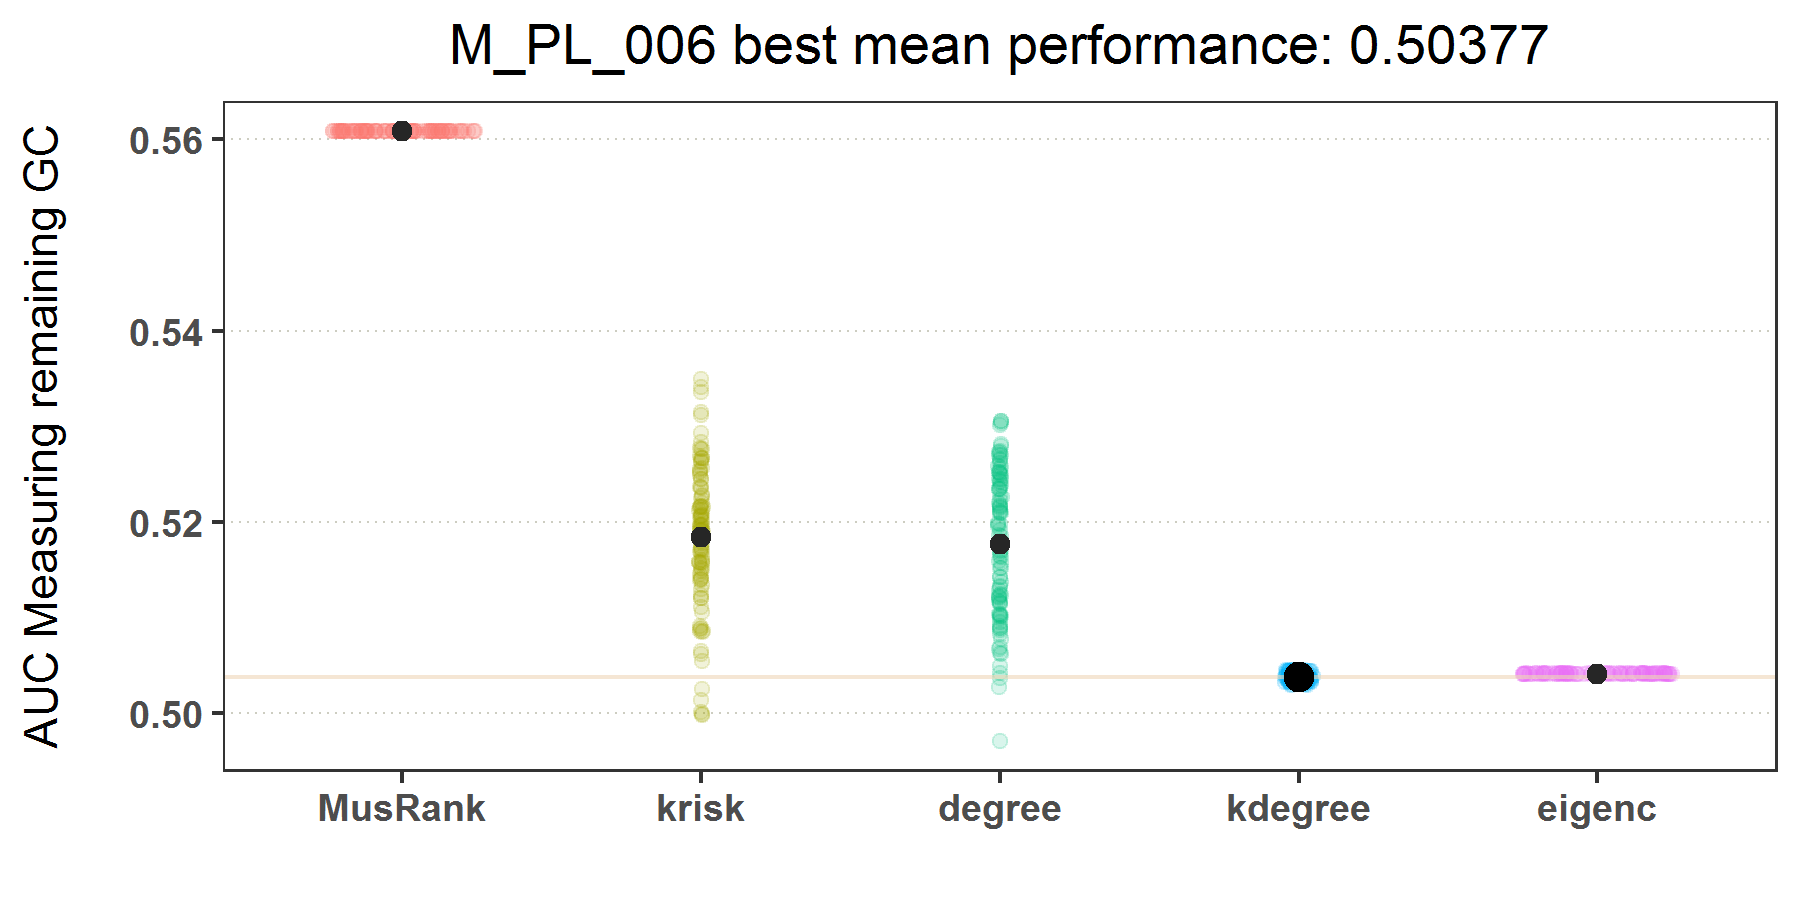 M_PL_006 best mean performance: 0.50377
AUC Measuring remaining GC
0.56
0.54
0.52
0.50
MusRank krisk degree kdegree eigenc